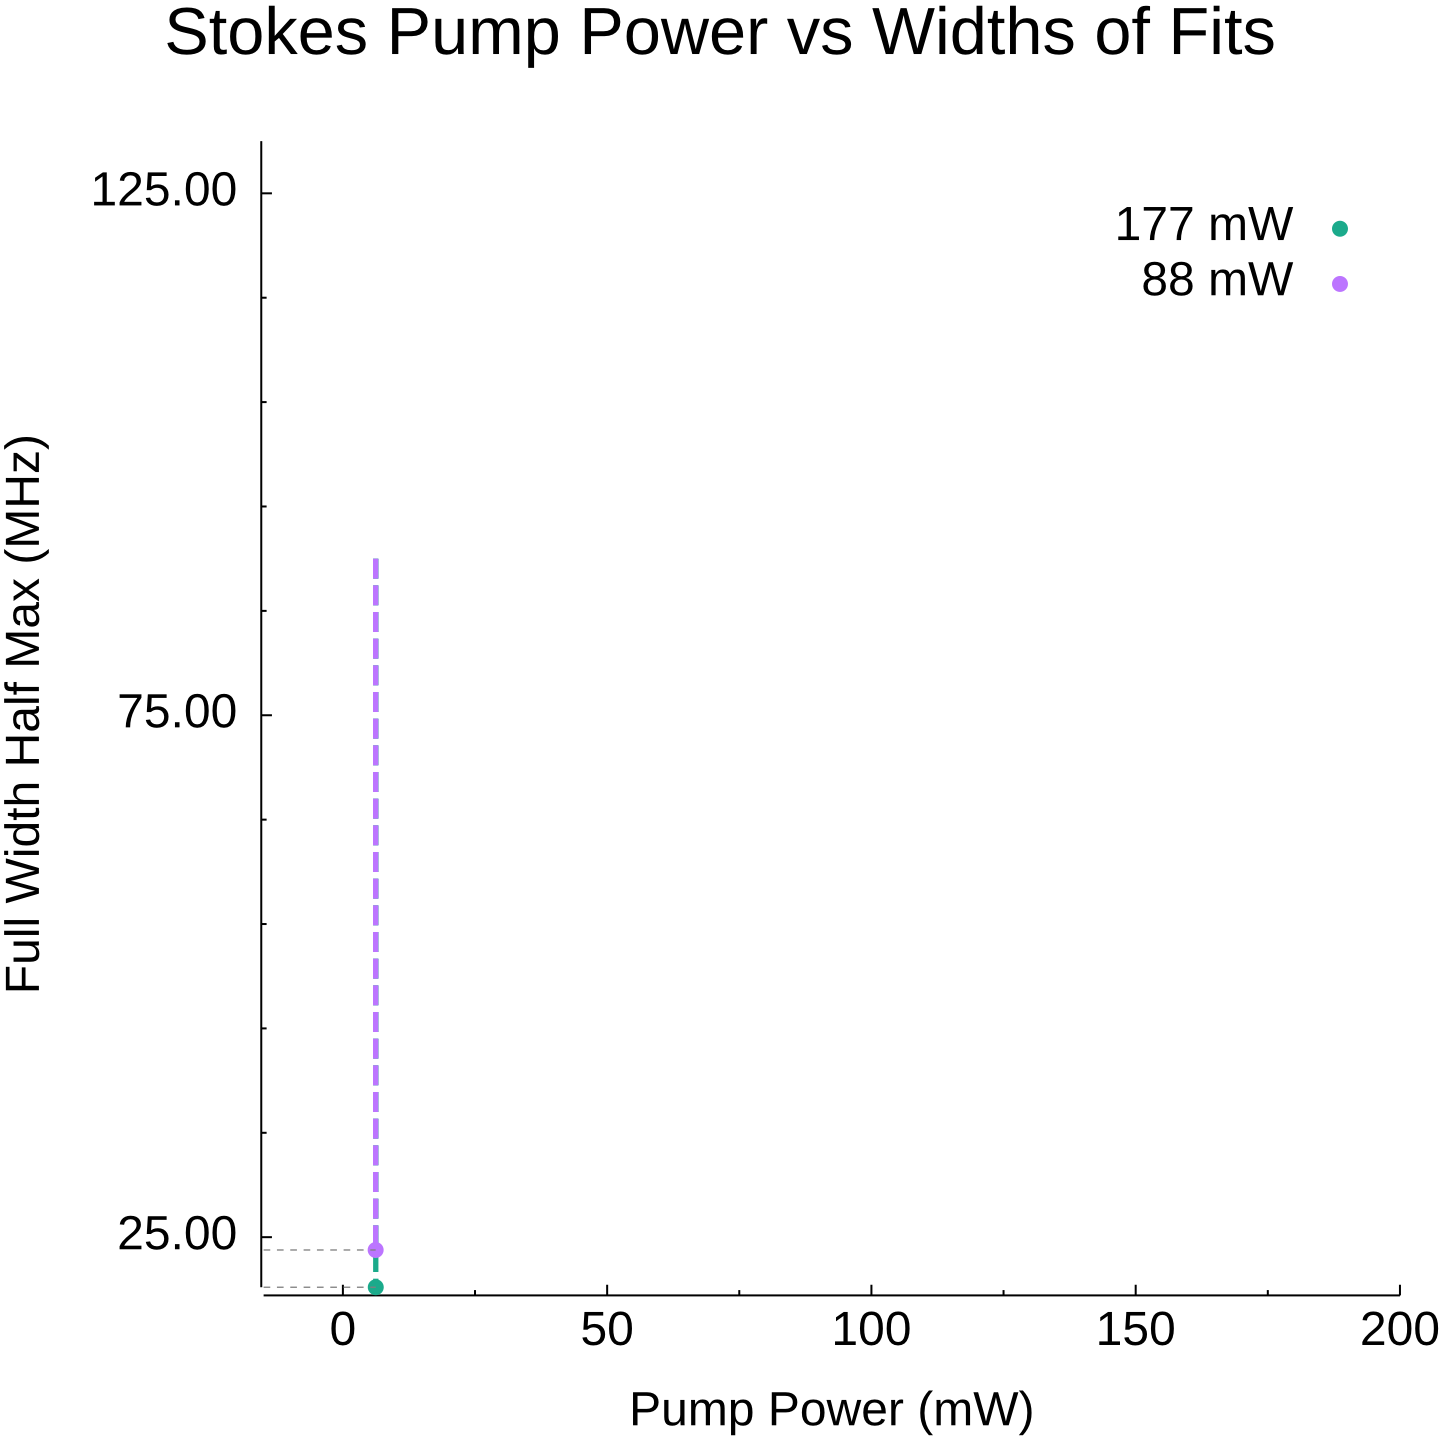 Stokes Pump Power vs Widths of Fits
125.00
177 mW
88 mW
Full Width Half Max (MHz)
75.00
25.00
0 50 100 150 200
Pump Power (mW)